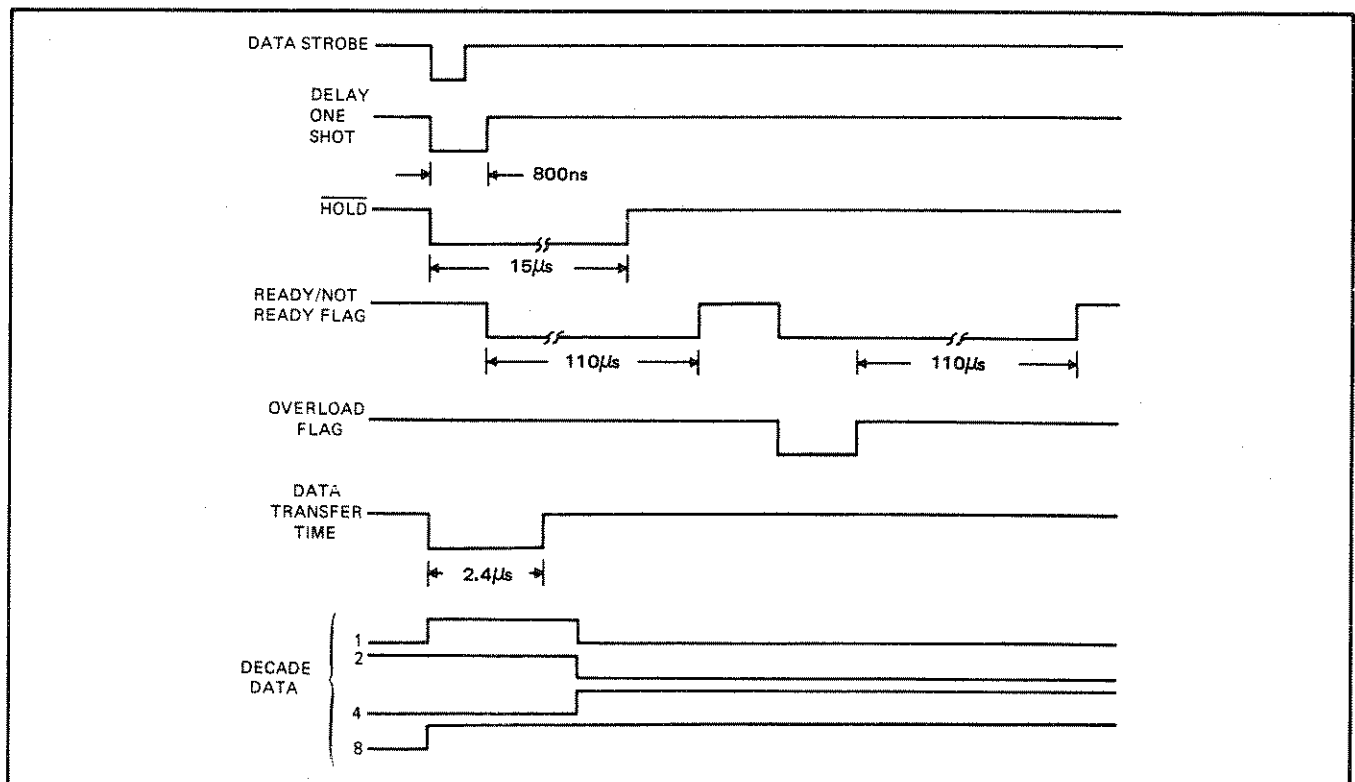 DATA STROBE
DELAY
ONE
SHOT
800ns
HOLD
15μs
READY/NOT
READY FLAG
110μs
110μs
OVERLOAD
FLAG
DATA
TRANSFER
TIME
2.4μs
DECADE
DATA
1
2
4
8